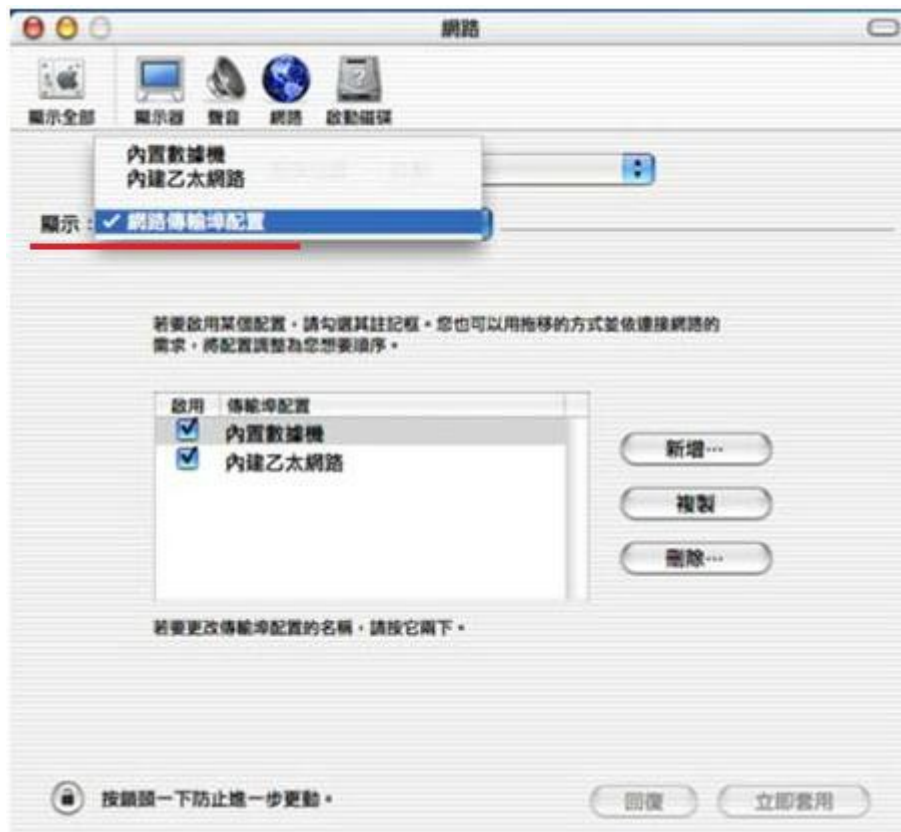 網路
顯示全部 顯示器 聲音 網路 啟動磁碟
內置數據機
內建乙太網路
顯示：✓ 網路傳輸埠配置
若要啟用某個配置，請勾選其註記框。您也可以用拖移的方式並依連接網路的
需求，將配置調整為您想要順序。
啟用 傳輸埠配置
內置數據機
內建乙太網路
新增…
複製
刪除…
若要更改傳輸埠配置的名稱，請按它兩下。
按鎖頭一下防止進一步更動。
回復 立即套用